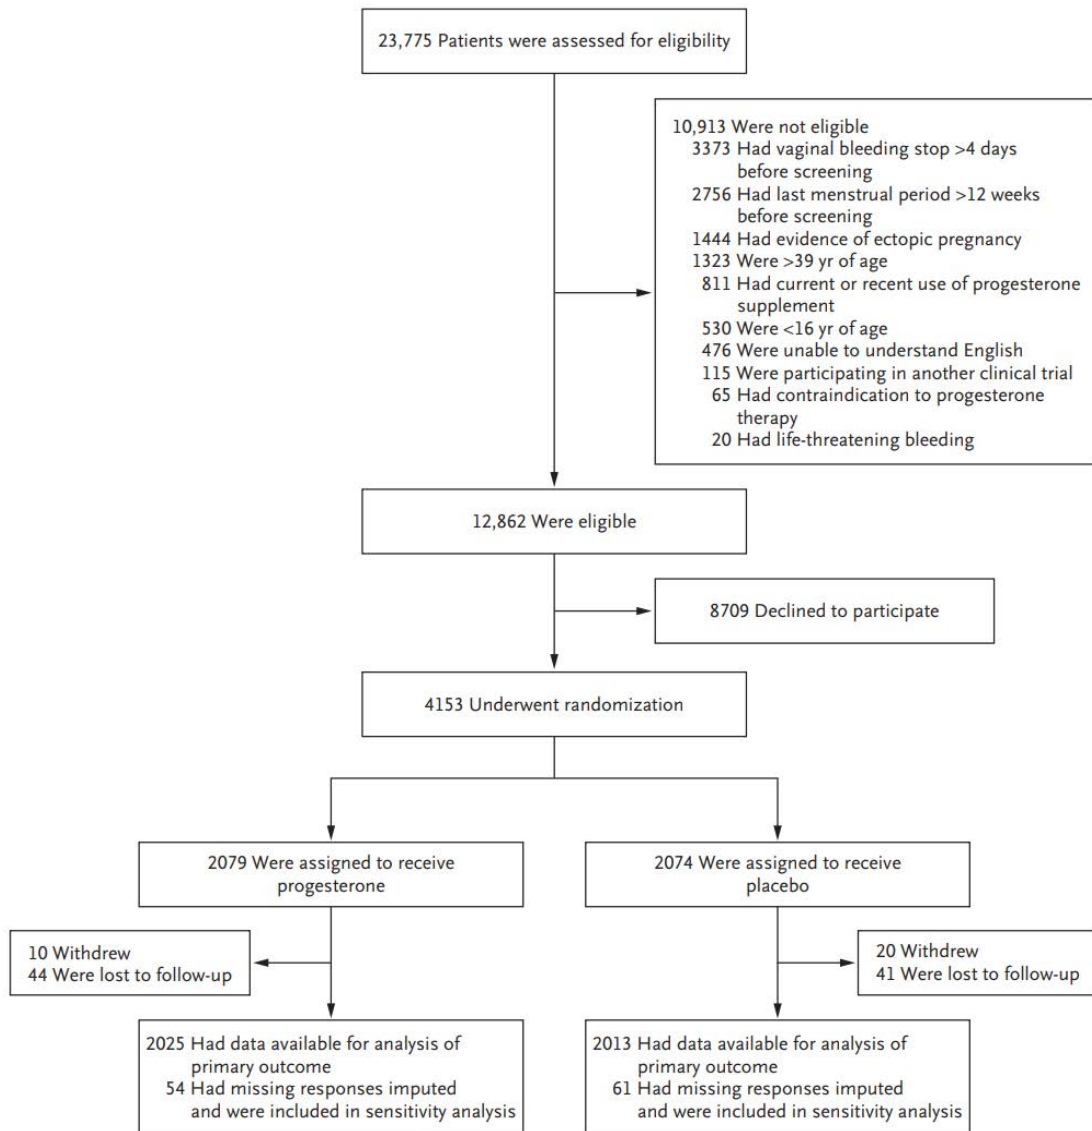 23,775 Patients were assessed for eligibility
10,913 Were not eligible
3373 Had vaginal bleeding stop >4 days
before screening
2756 Had last menstrual period >12 weeks
before screening
1444 Had evidence of ectopic pregnancy
1323 Were >39 yr of age
811 Had current or recent use of progesterone
supplement
530 Were <16 yr of age
476 Were unable to understand English
115 Were participating in another clinical trial
65 Had contraindication to progesterone
therapy
20 Had life-threatening bleeding
12,862 Were eligible
8709 Declined to participate
4153 Underwent randomization
2079 Were assigned to receive
progesterone
2074 Were assigned to receive
placebo
10 Withdrew
44 Were lost to follow-up
20 Withdrew
41 Were lost to follow-up
2025 Had data available for analysis of
primary outcome
54 Had missing responses imputed
and were included in sensitivity analysis
2013 Had data available for analysis of
primary outcome
61 Had missing responses imputed
and were included in sensitivity analysis